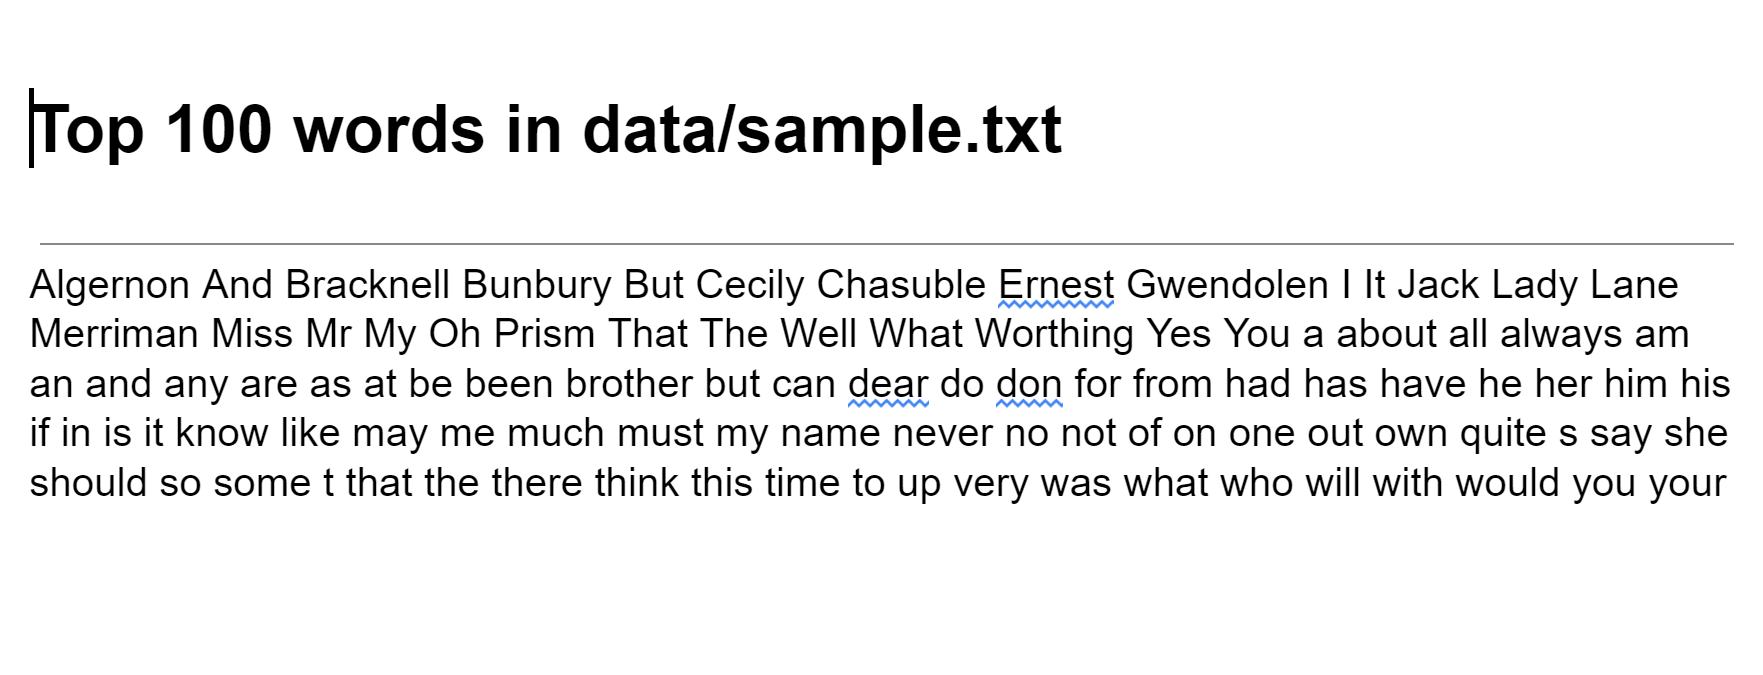 Top 100 words in data/sample.txt
Algernon And Bracknell Bunbury But Cecily Chasuble Ernest Gwendolen I It Jack Lady Lane
Merriman Miss Mr My Oh Prism That The Well What Worthing Yes You a about all always am
an and any are as at be been brother but can dear do don for from had has have he her him his
if in is it know like may me much must my name never no not of on one out own quite s say she
should so some t that the there think this time to up very was what who will with would you your